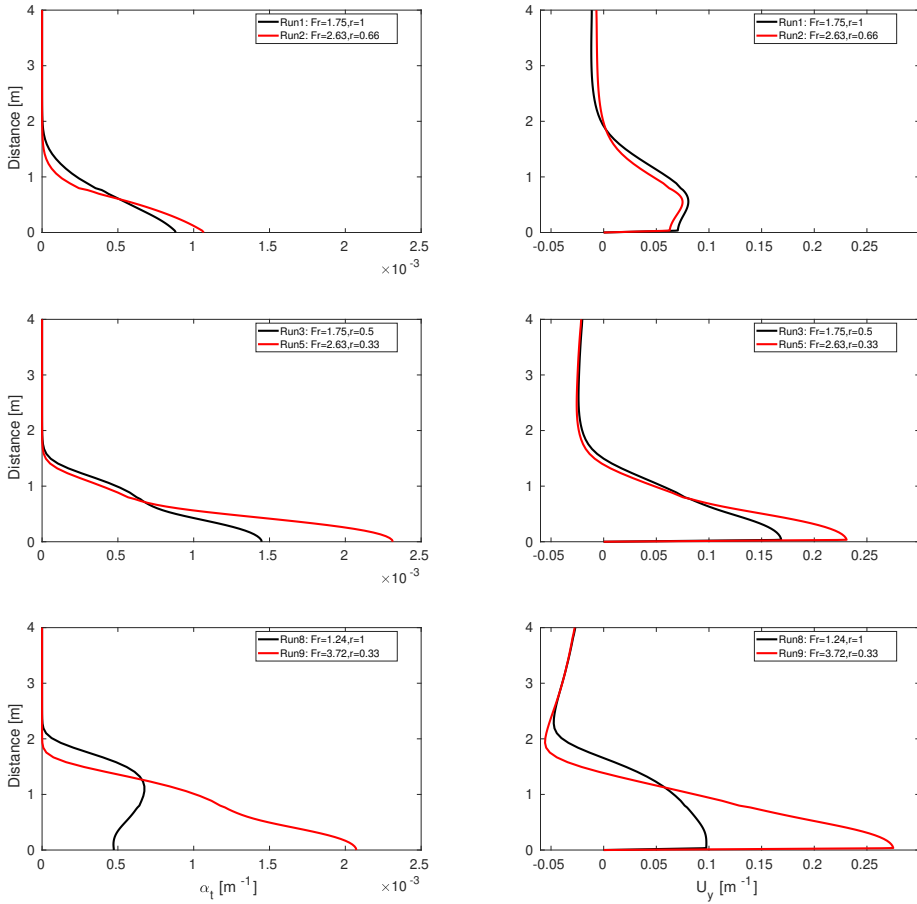 4
3
2
1
0
Distance [m]
Run1: Fr=1.75,r=1
Run2: Fr=2.63,r=0.66
0 0.5 1 1.5 2 2.5
×10 -3
4
3
2
1
0
Run1: Fr=1.75,r=1
Run2: Fr=2.63,r=0.66
-0.05 0 0.05 0.1 0.15 0.2 0.25
4
3
2
1
0
Distance [m]
Run3: Fr=1.75,r=0.5
Run5: Fr=2.63,r=0.33
0 0.5 1 1.5 2 2.5
×10 -3
4
3
2
1
0
Run3: Fr=1.75,r=0.5
Run5: Fr=2.63,r=0.33
-0.05 0 0.05 0.1 0.15 0.2 0.25
4
3
2
1
0
Distance [m]
Run8: Fr=1.24,r=1
Run9: Fr=3.72,r=0.33
0 0.5 1 1.5 2 2.5
α_t [m -1]
×10 -3
4
3
2
1
0
Run8: Fr=1.24,r=1
Run9: Fr=3.72,r=0.33
-0.05 0 0.05 0.1 0.15 0.2 0.25
U_y [m -1]